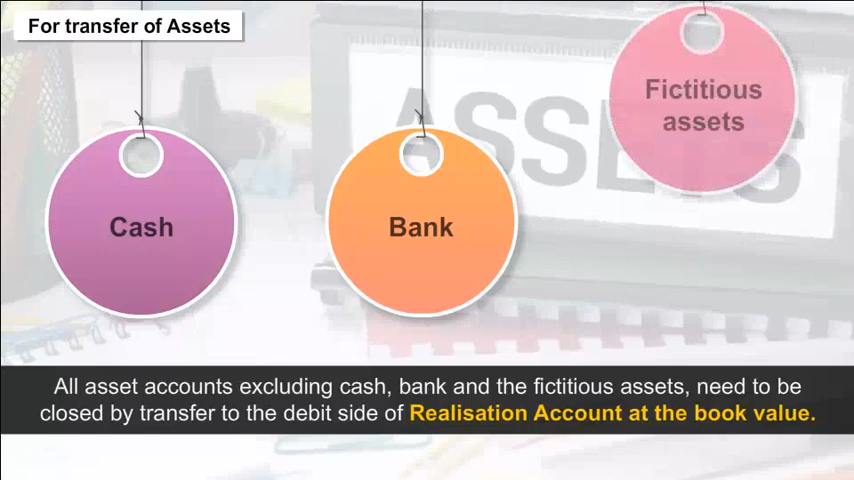 For transfer of Assets
Fictitious
assets
ASSETS
Cash
Bank
All asset accounts excluding cash, bank and the fictitious assets, need to be
closed by transfer to the debit side of Realisation Account at the book value.